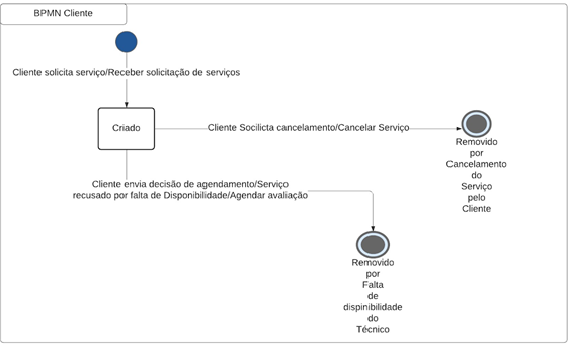 BPMN Cliente
Cliente solicita serviço/Receber solicitação de serviços
Criado
Cliente Socilicta cancelamento/Cancelar Serviço
Removido
por
Cancelamento
do
Serviço
pelo
Cliente
Cliente envia decisão de agendamento/Serviço
recusado por falta de Disponibilidade/Agendar avaliação
Removido
por
Falta
de
dispinibilidade
do
Técnico